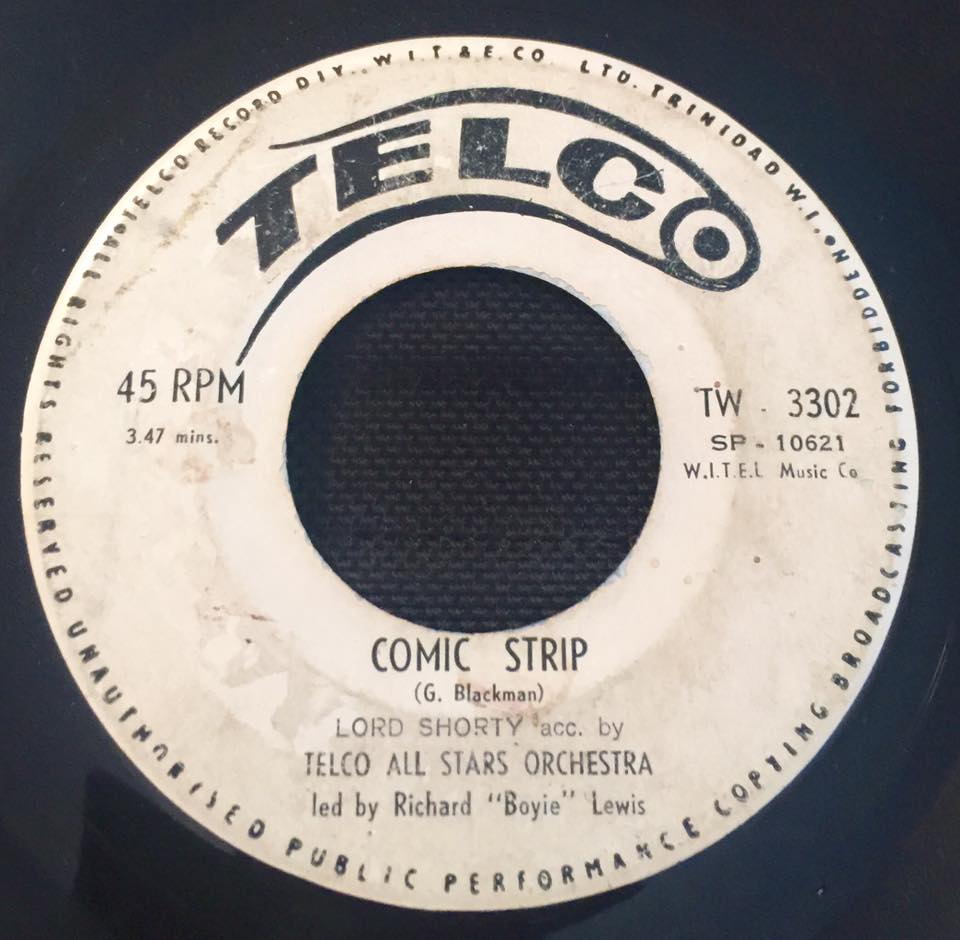 ALL RIGHTS RESERVED UNAUTHORISED PUBLIC PERFORMANCE COPYING BROADCASTING FORBIDDEN
TELCO RECORD DIV.. W.I.T. & E. CO. LTD. TRINIDAD W.I.
TELCO
45 RPM
3.47 mins.
TW - 3302
SP - 10621
W.I.T.E.L Music Co
COMIC STRIP
(G. Blackman)
LORD SHORTY acc. by
TELCO ALL STARS ORCHESTRA
led by Richard "Boyie" Lewis